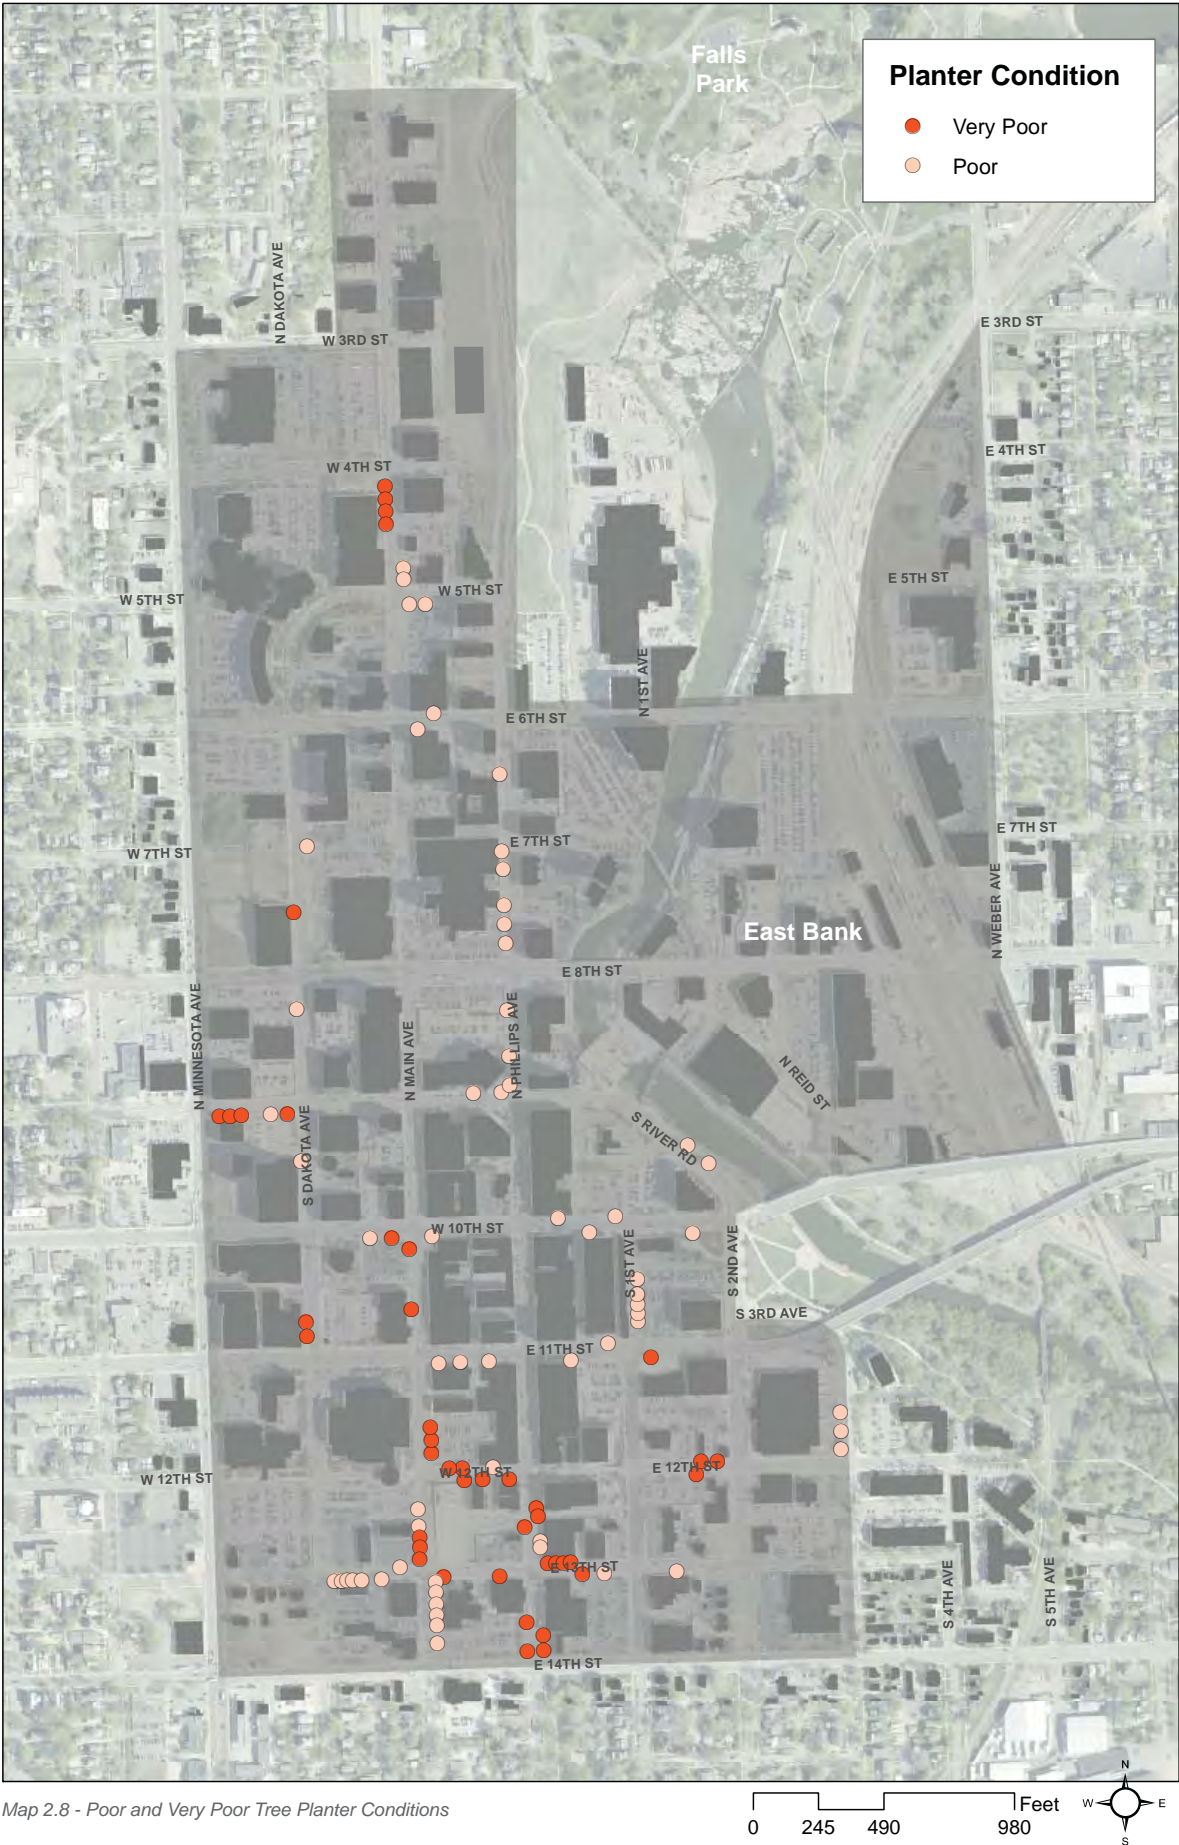 Falls
Park
Planter Condition
Very Poor
Poor
N DAKOTA AVE
W 3RD ST
E 3RD ST
E 4TH ST
W 4TH ST
E 5TH ST
W 5TH ST
W 5TH ST
N 1ST AVE
E 6TH ST
E 7TH ST
E 7TH ST
W 7TH ST
N WEBER AVE
East Bank
E 8TH ST
N MINNESOTA AVE
N MAIN AVE
N PHILLIPS AVE
N REID ST
S RIVER RD
S DAKOTA AVE
W 10TH ST
S 1ST AVE
S 2ND AVE
S 3RD AVE
E 11TH ST
W 12TH ST
W 12TH ST
E 12TH ST
E 13TH ST
S 4TH AVE
S 5TH AVE
E 14TH ST
Map 2.8 - Poor and Very Poor Tree Planter Conditions
Feet
0 245 490 980
N
W E
S